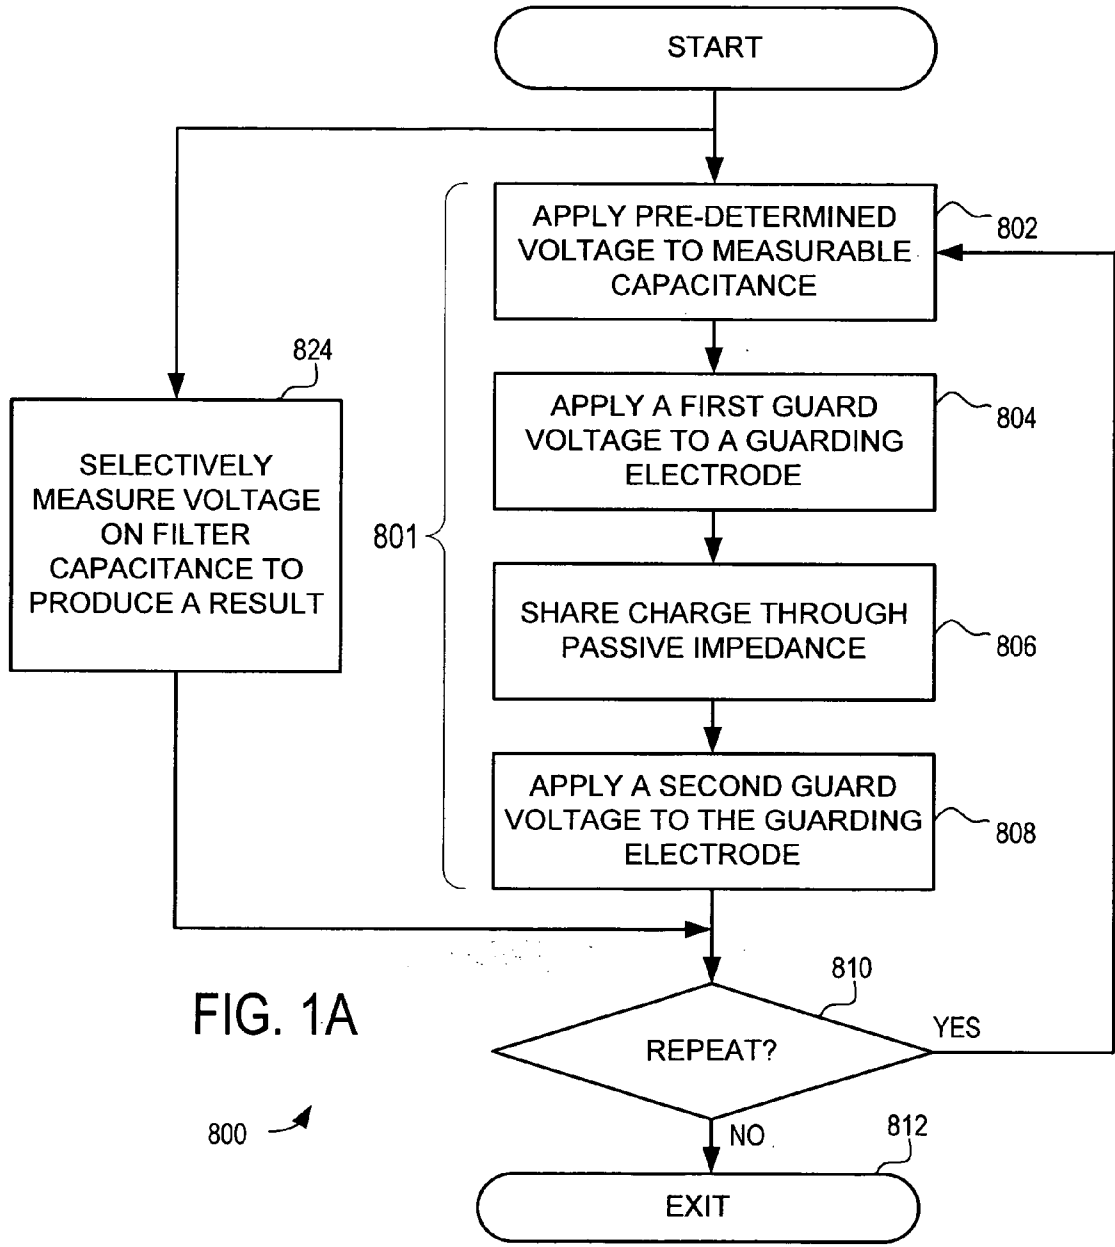 START
APPLY PRE-DETERMINED
VOLTAGE TO MEASURABLE
CAPACITANCE
802
824
SELECTIVELY
MEASURE VOLTAGE
ON FILTER
CAPACITANCE TO
PRODUCE A RESULT
801
APPLY A FIRST GUARD
VOLTAGE TO A GUARDING
ELECTRODE
804
SHARE CHARGE THROUGH
PASSIVE IMPEDANCE
806
APPLY A SECOND GUARD
VOLTAGE TO THE GUARDING
ELECTRODE
808
FIG. 1A
810
REPEAT?
YES
800
NO
812
EXIT